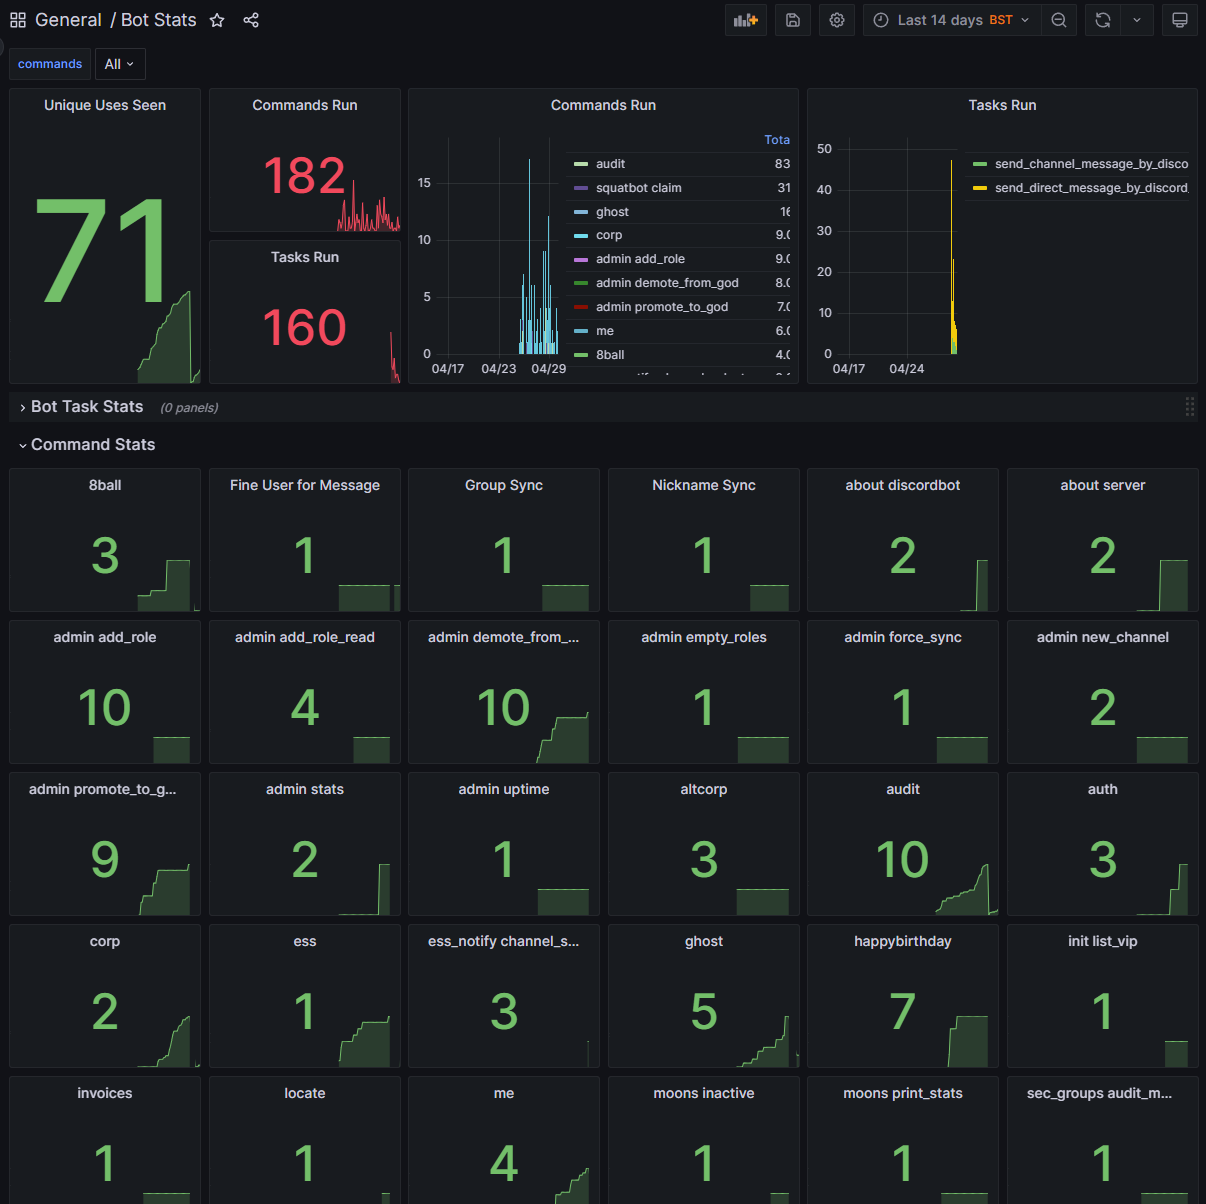 General / Bot Stats
Last 14 days BST
commands All
Unique Uses Seen
71
Commands Run
182
Tasks Run
160
Commands Run
Tota
15
10
5
0
04/17 04/23 04/29
audit 83
squatbot claim 31
ghost 16
corp 9.0
admin add_role 9.0
admin demote_from_god 8.0
admin promote_to_god 7.0
me 6.0
8ball 4.0
Tasks Run
50
40
30
20
10
0
04/17 04/24
send_channel_message_by_disco
send_direct_message_by_discord_
Bot Task Stats (0 panels)
Command Stats
8ball
3
Fine User for Message
1
Group Sync
1
Nickname Sync
1
about discordbot
2
about server
2
admin add_role
10
admin add_role_read
4
admin demote_from_...
10
admin empty_roles
1
admin force_sync
1
admin new_channel
2
admin promote_to_g...
9
admin stats
2
admin uptime
1
altcorp
3
audit
10
auth
3
corp
2
ess
1
ess_notify channel_s...
3
ghost
5
happybirthday
7
init list_vip
1
invoices
1
locate
1
me
4
moons inactive
1
moons print_stats
1
sec_groups audit_m...
1